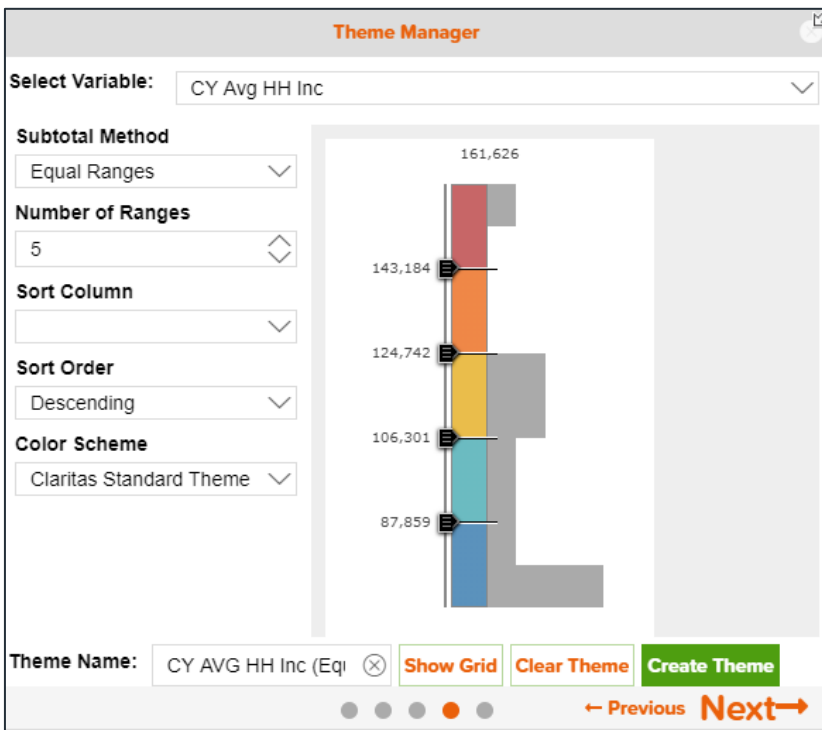 Theme Manager
Select Variable:
CY Avg HH Inc
Subtotal Method
Equal Ranges
Number of Ranges
5
Sort Column
Sort Order
Descending
Color Scheme
Claritas Standard Theme
161,626
143,184
124,742
106,301
87,859
Theme Name:
CY AVG HH Inc (Equ
Show Grid
Clear Theme
Create Theme
← Previous
Next→